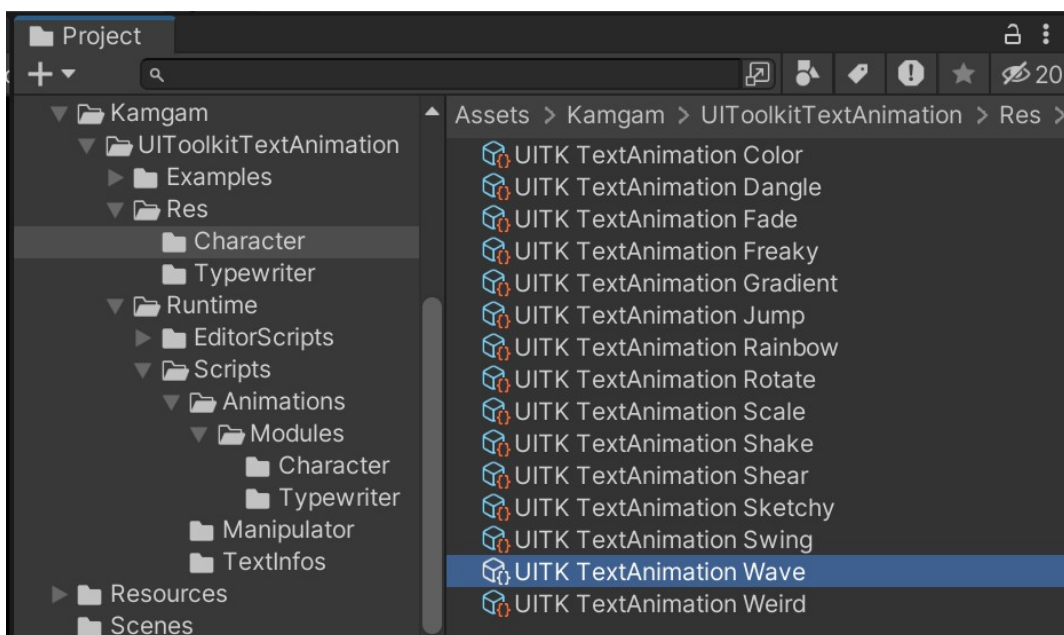 Project
20
Kamgam
UIToolkitTextAnimation
Examples
Res
Character
Typewriter
Runtime
EditorScripts
Scripts
Animations
Modules
Character
Typewriter
Manipulator
TextInfos
Resources
Scenes
Assets > Kamgam > UIToolkitTextAnimation > Res >
UITK TextAnimation Color
UITK TextAnimation Dangle
UITK TextAnimation Fade
UITK TextAnimation Freaky
UITK TextAnimation Gradient
UITK TextAnimation Jump
UITK TextAnimation Rainbow
UITK TextAnimation Rotate
UITK TextAnimation Scale
UITK TextAnimation Shake
UITK TextAnimation Shear
UITK TextAnimation Sketchy
UITK TextAnimation Swing
UITK TextAnimation Wave
UITK TextAnimation Weird